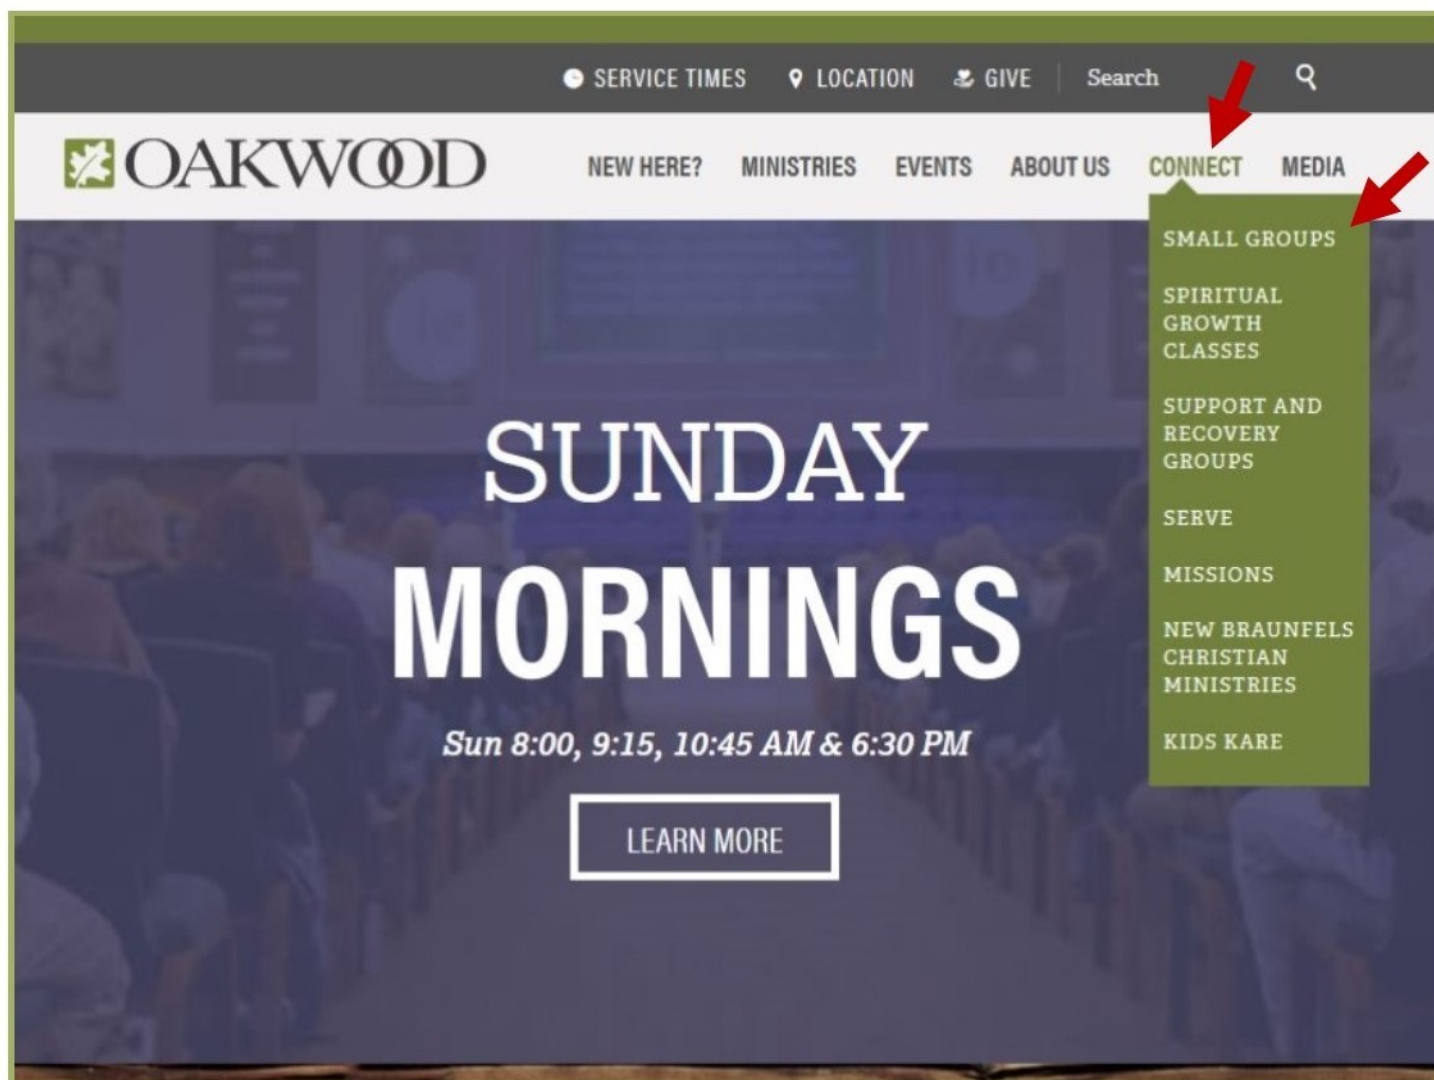 SERVICE TIMES LOCATION GIVE Search
OAKWOOD
NEW HERE? MINISTRIES EVENTS ABOUT US CONNECT MEDIA
SMALL GROUPS
SPIRITUAL
GROWTH
CLASSES
SUPPORT AND
RECOVERY
GROUPS
SERVE
MISSIONS
NEW BRAUNFELS
CHRISTIAN
MINISTRIES
KIDS KARE
SUNDAY
MORNINGS
Sun 8:00, 9:15, 10:45 AM & 6:30 PM
LEARN MORE